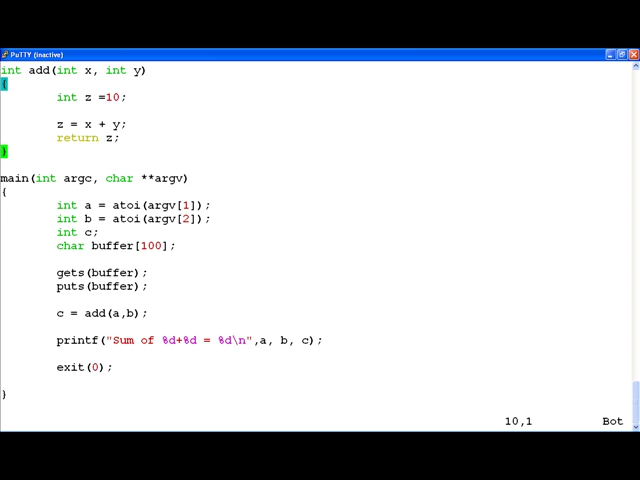 PuTTY (inactive)
int add(int x, int y)
{
int z =10;
z = x + y;
return z;
}
main(int argc, char **argv)
{
int a = atoi(argv[1]);
int b = atoi(argv[2]);
int c;
char buffer[100];
gets(buffer);
puts(buffer);
c = add(a,b);
printf("Sum of %d+%d = %d\n",a, b, c);
exit(0);
}
10,1 Bot